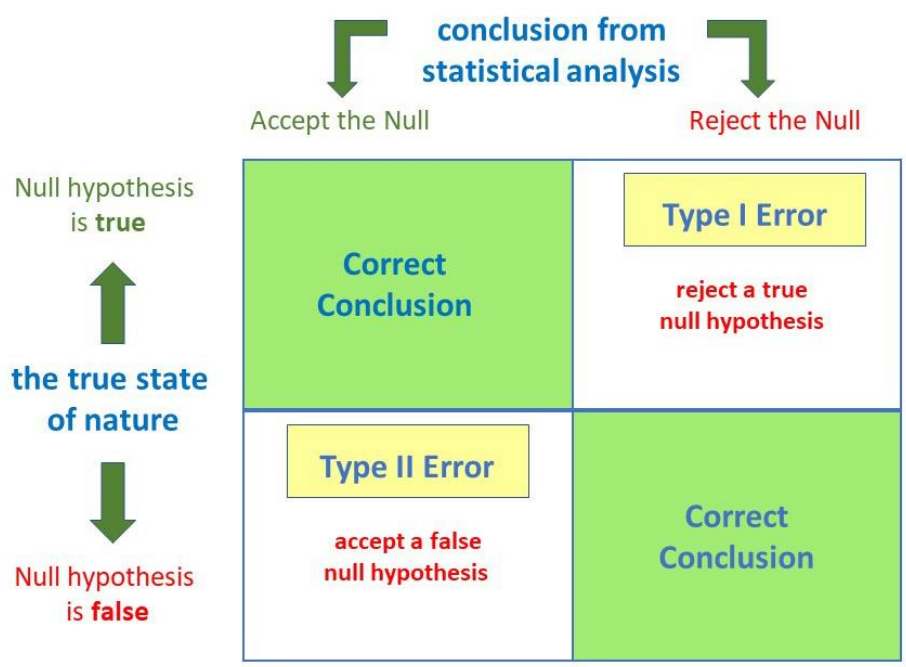 conclusion from
statistical analysis
Accept the Null
Reject the Null
Null hypothesis
is true
Correct
Conclusion
Type I Error
reject a true
null hypothesis
the true state
of nature
Type II Error
accept a false
null hypothesis
Correct
Conclusion
Null hypothesis
is false